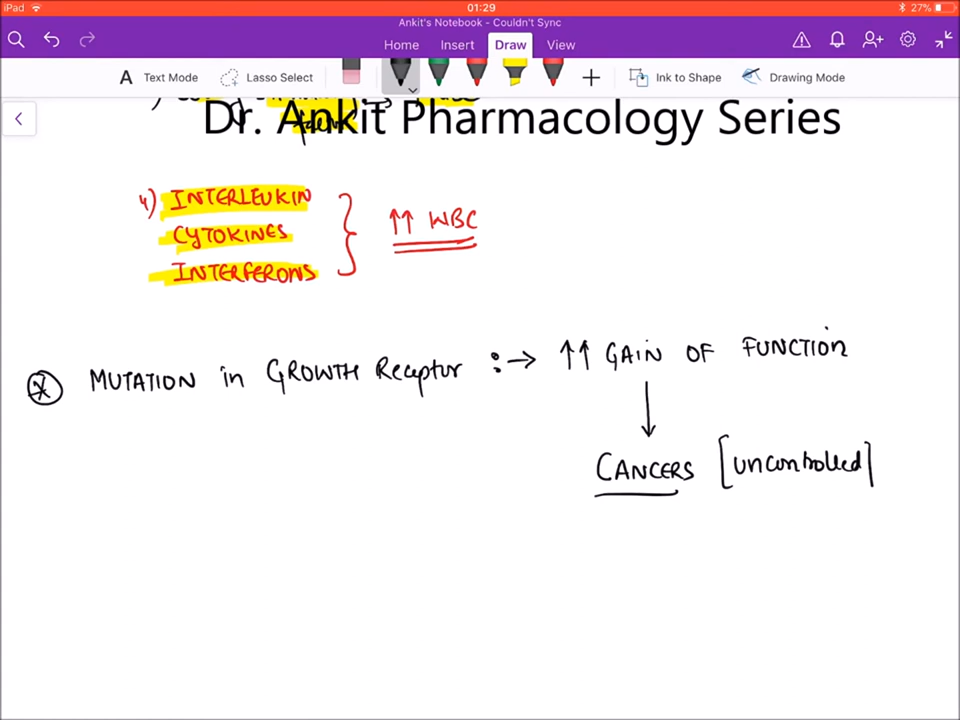 iPad 01:29 27%
Ankit's Notebook - Couldn't Sync
Home Insert Draw View
A Text Mode Lasso Select Ink to Shape Drawing Mode
Dr. Ankit Pharmacology Series
4) INTERLEUKIN
CYTOKINES
INTERFERONS
↑↑ WBC
MUTATION in GROWTH Receptor :→ ↑↑ GAIN OF FUNCTION
↓
CANCERS [uncontrolled]